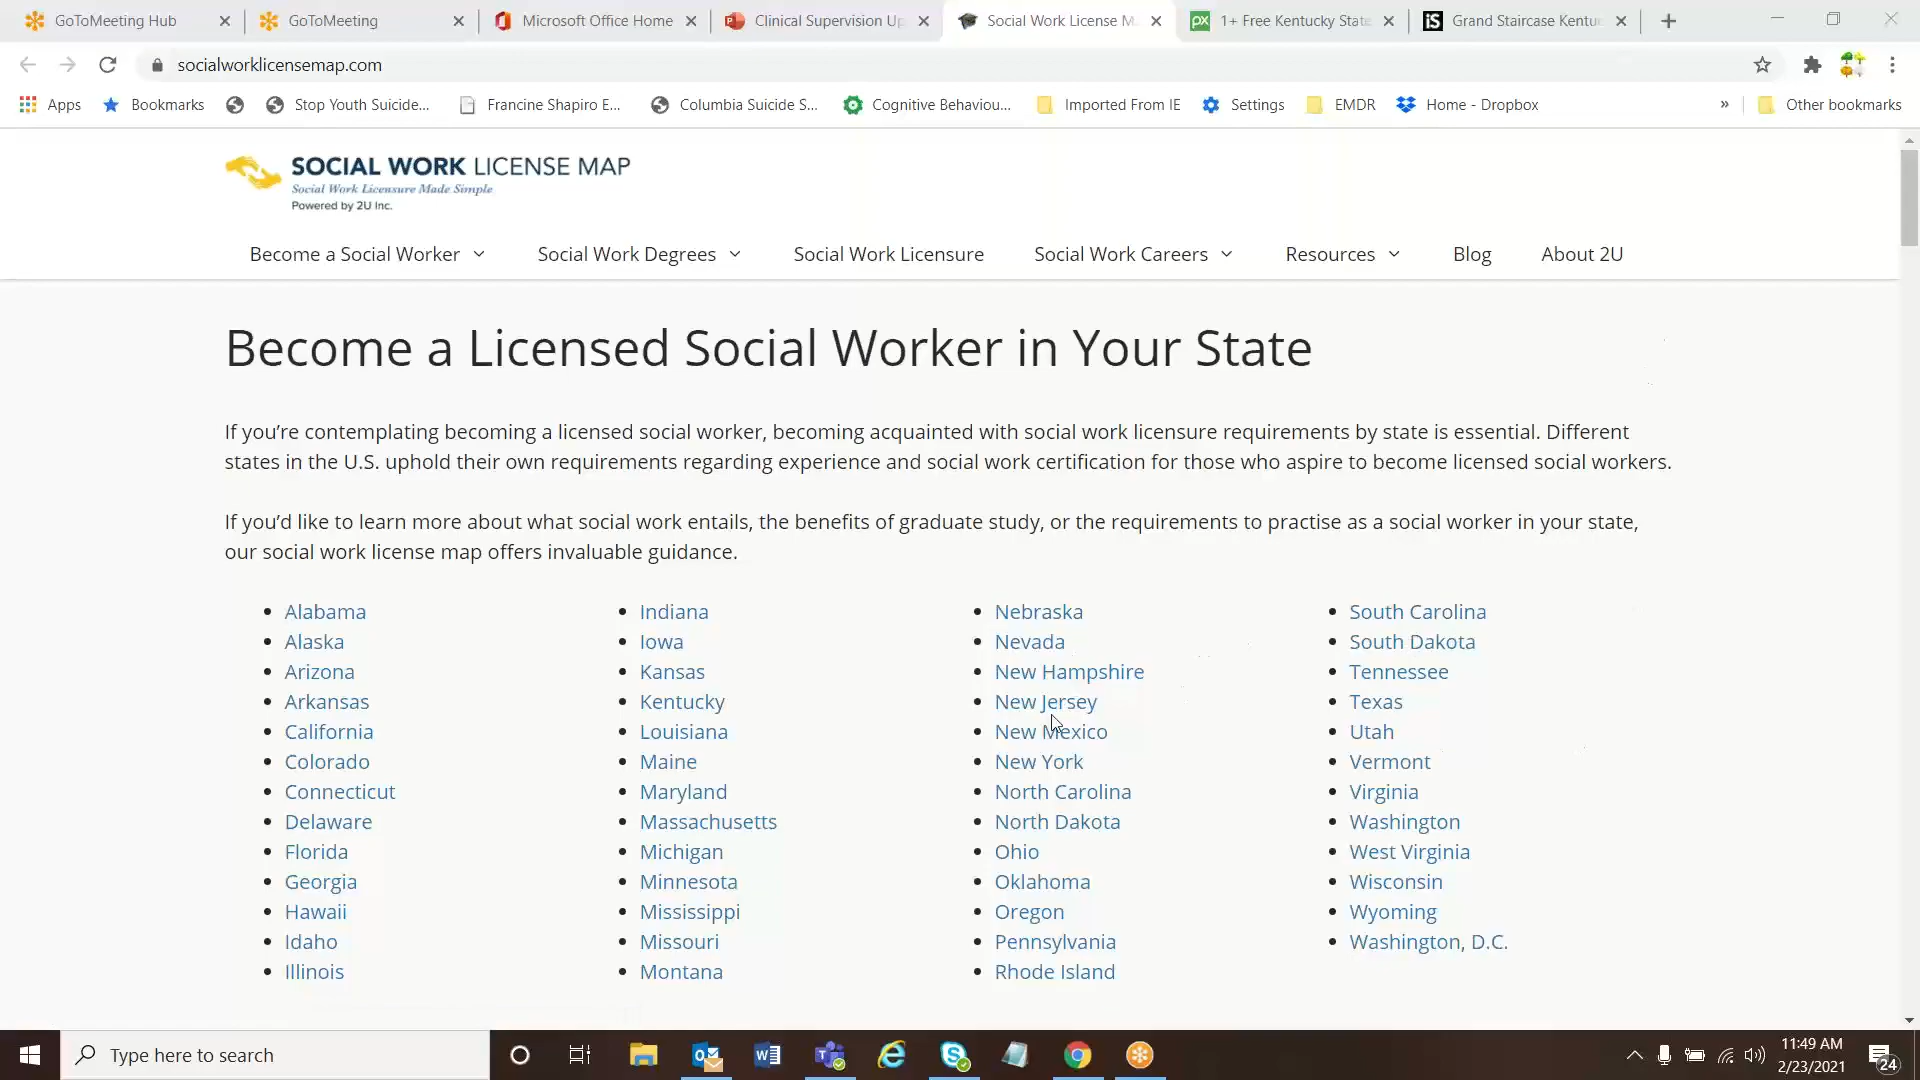 GoToMeeting Hub
GoToMeeting
Microsoft Office Home
Clinical Supervision Up
Social Work License M
1+ Free Kentucky State
Grand Staircase Kentu
socialworklicensemap.com
Apps
Bookmarks
Stop Youth Suicide...
Francine Shapiro E...
Columbia Suicide S...
Cognitive Behaviou...
Imported From IE
Settings
EMDR
Home - Dropbox
»
Other bookmarks
SOCIAL WORK LICENSE MAP
Social Work Licensure Made Simple
Powered by 2U Inc.
Become a Social Worker
Social Work Degrees
Social Work Licensure
Social Work Careers
Resources
Blog
About 2U
Become a Licensed Social Worker in Your State
If you’re contemplating becoming a licensed social worker, becoming acquainted with social work licensure requirements by state is essential. Different
states in the U.S. uphold their own requirements regarding experience and social work certification for those who aspire to become licensed social workers.
If you’d like to learn more about what social work entails, the benefits of graduate study, or the requirements to practise as a social worker in your state,
our social work license map offers invaluable guidance.
Alabama
Alaska
Arizona
Arkansas
California
Colorado
Connecticut
Delaware
Florida
Georgia
Hawaii
Idaho
Illinois
Indiana
Iowa
Kansas
Kentucky
Louisiana
Maine
Maryland
Massachusetts
Michigan
Minnesota
Mississippi
Missouri
Montana
Nebraska
Nevada
New Hampshire
New Jersey
New Mexico
New York
North Carolina
North Dakota
Ohio
Oklahoma
Oregon
Pennsylvania
Rhode Island
South Carolina
South Dakota
Tennessee
Texas
Utah
Vermont
Virginia
Washington
West Virginia
Wisconsin
Wyoming
Washington, D.C.
Type here to search
11:49 AM
2/23/2021
24